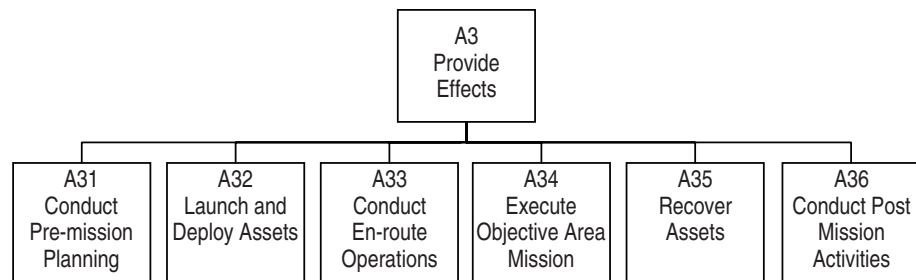 A3
Provide
Effects
A31
Conduct
Pre-mission
Planning
A32
Launch and
Deploy Assets
A33
Conduct
En-route
Operations
A34
Execute
Objective Area
Mission
A35
Recover
Assets
A36
Conduct Post
Mission
Activities